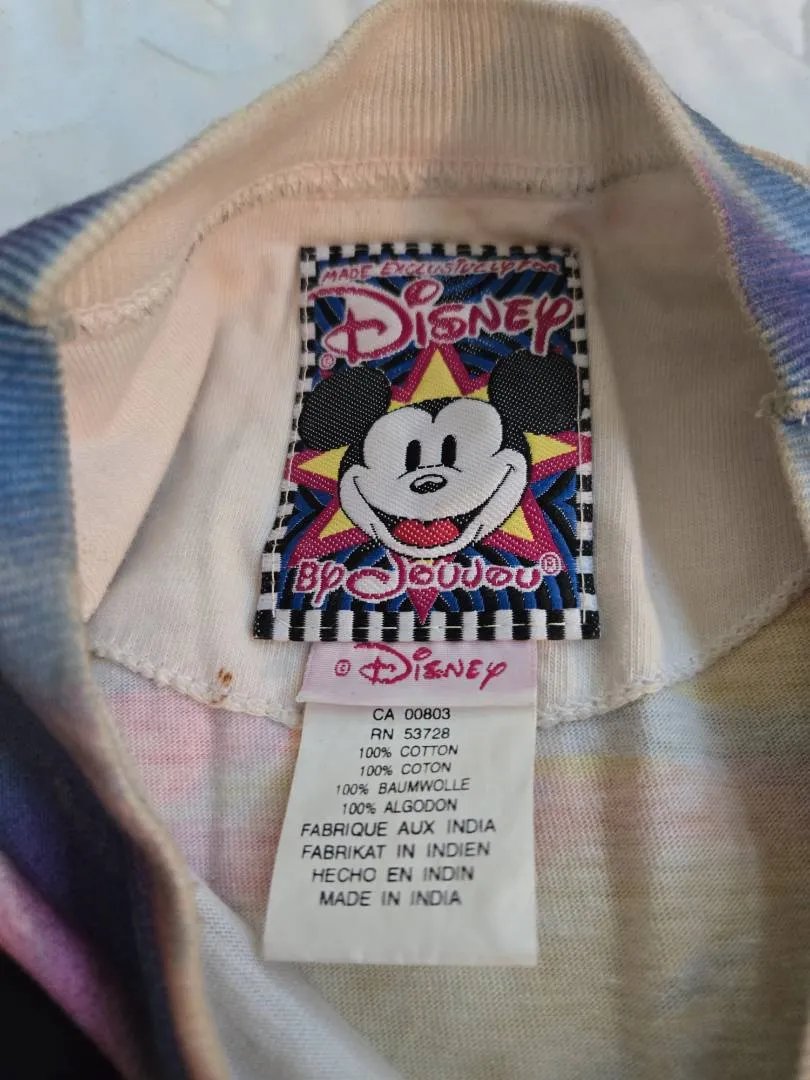 MADE EXCLUSIVELY FOR
DISNEY
©
BY JOUJOU®
© DISNEY
CA 00803
RN 53728
100% COTTON
100% COTON
100% BAUMWOLLE
100% ALGODON
FABRIQUE AUX INDIA
FABRIKAT IN INDIEN
HECHO EN INDIN
MADE IN INDIA